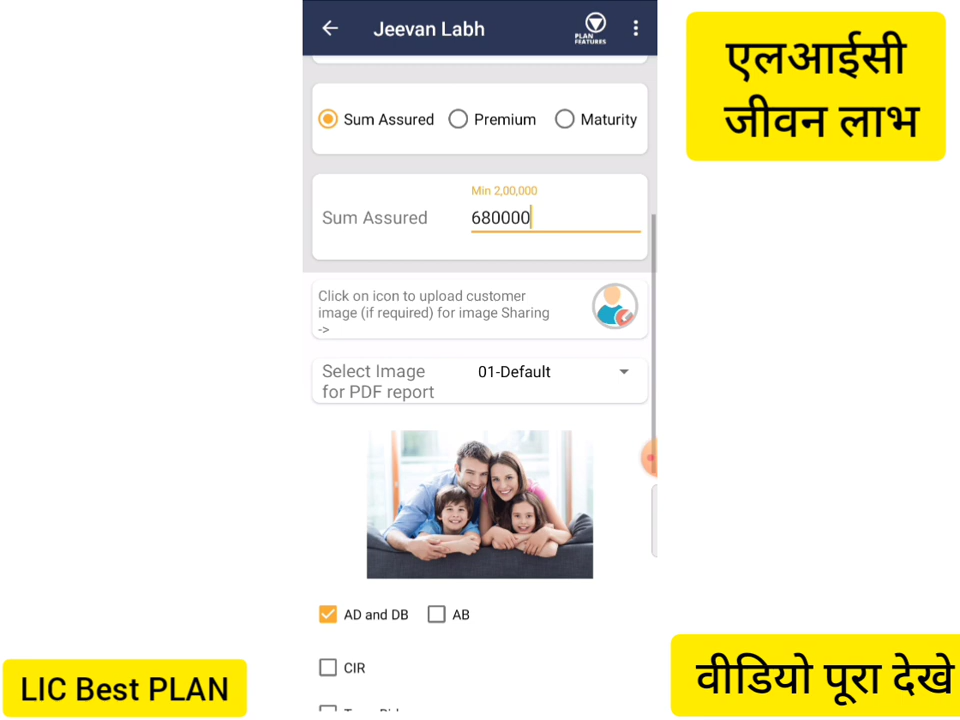 Jeevan Labh
PLAN
FEATURES
Sum Assured
Premium
Maturity
Min 2,00,000
Sum Assured
680000
Click on icon to upload customer
image (if required) for image Sharing
->
Select Image
for PDF report
01-Default
AD and DB
AB
CIR
एलआईसी
जीवन लाभ
LIC Best PLAN
वीडियो पूरा देखे